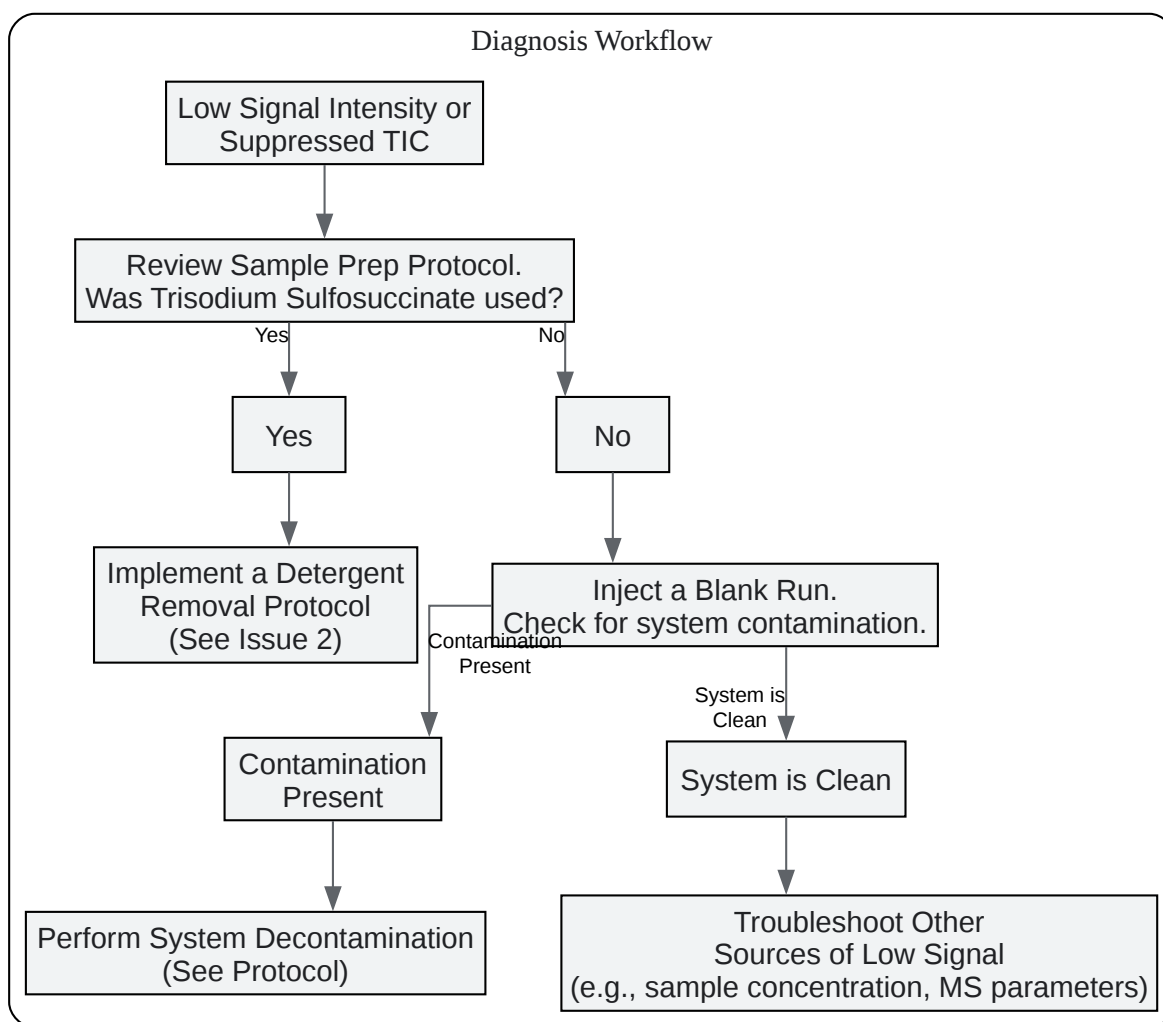 Diagnosis Workflow
Low Signal Intensity or
Suppressed TIC
Review Sample Prep Protocol.
Was Trisodium Sulfosuccinate used?
Yes
No
Yes
No
Implement a Detergent
Removal Protocol
(See Issue 2)
Inject a Blank Run.
Check for system contamination.
Contamination
Present
System is
Clean
Contamination
Present
System is Clean
Perform System Decontamination
(See Protocol)
Troubleshoot Other
Sources of Low Signal
(e.g., sample concentration, MS parameters)